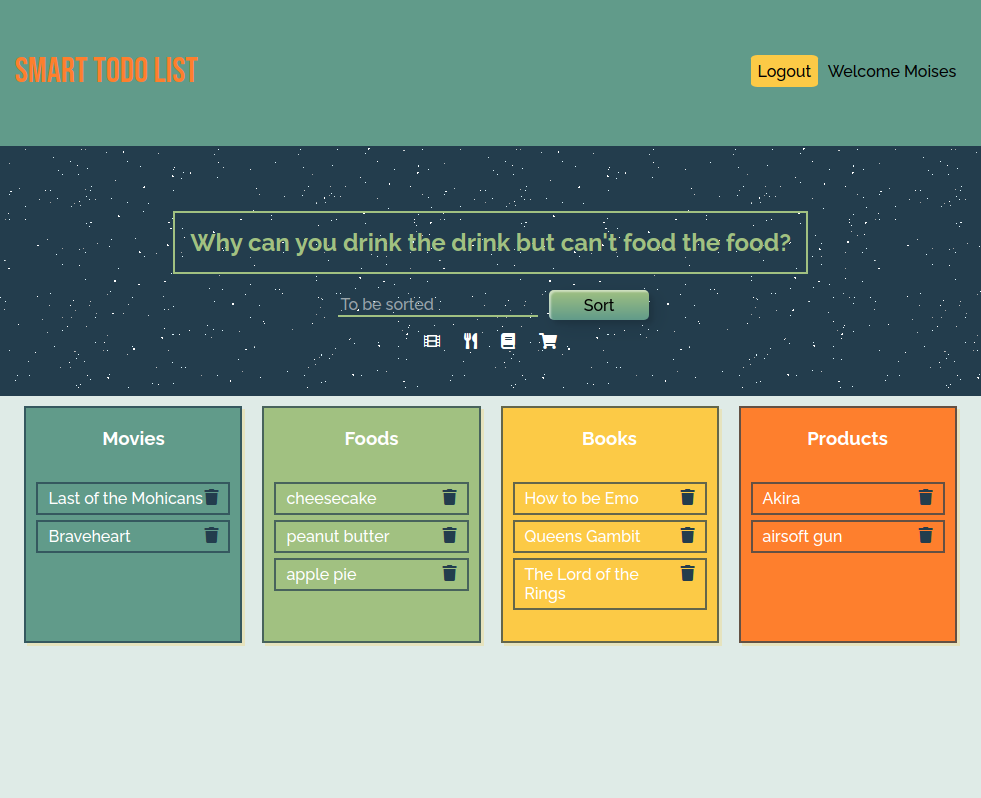 SMART TODO LIST
Logout Welcome Moises
Why can you drink the drink but can't food the food?
To be sorted
Sort
Movies
Last of the Mohicans
Braveheart
Foods
cheesecake
peanut butter
apple pie
Books
How to be Emo
Queens Gambit
The Lord of the
Rings
Products
Akira
airsoft gun